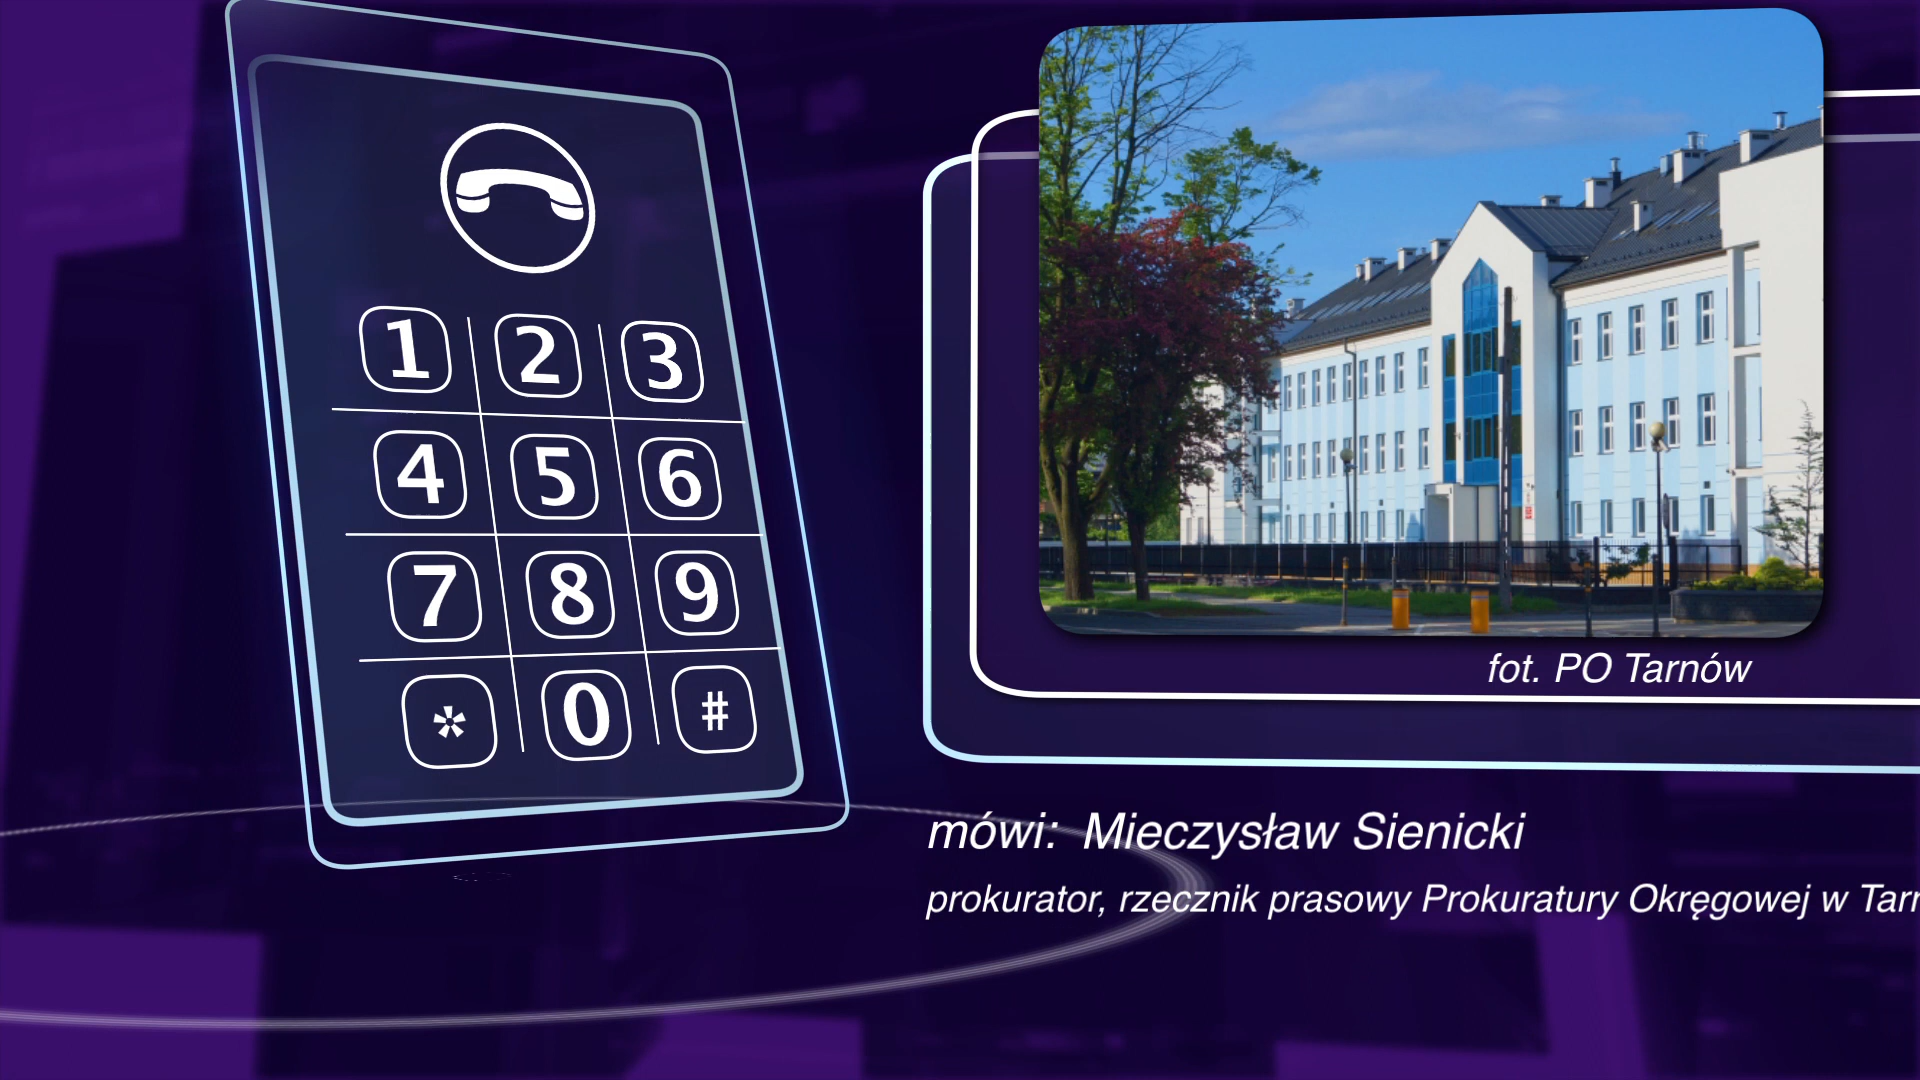 1 2 3
4 5 6
7 8 9
* 0 #
fot. PO Tarnów
mówi: Mieczysław Sienicki
prokurator, rzecznik prasowy Prokuratury Okręgowej w Tarn